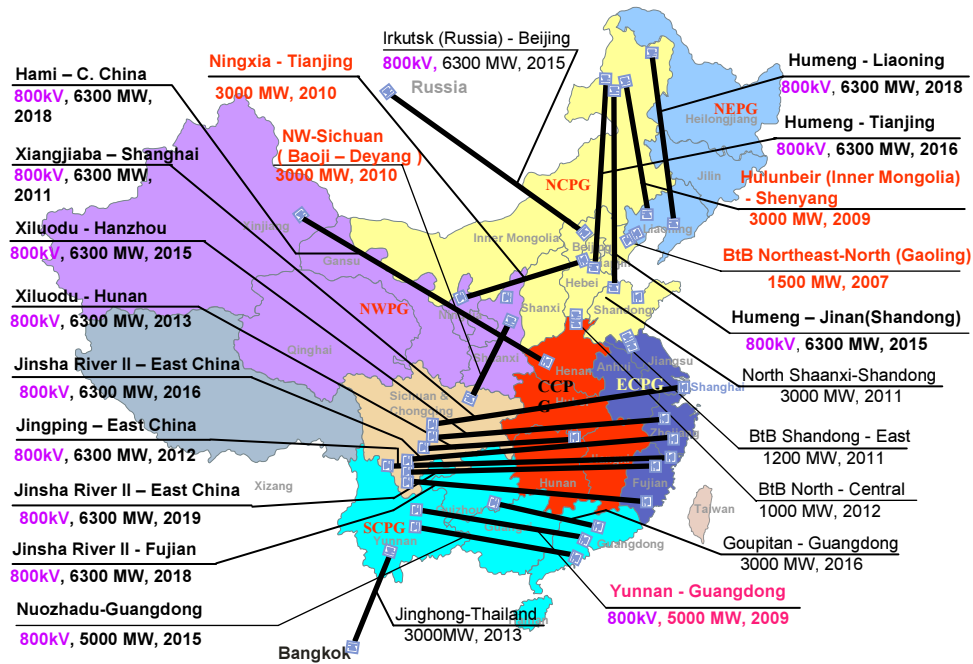 Irkutsk (Russia) - Beijing
800kV, 6300 MW, 2015
Russia
Hami – C. China
800kV, 6300 MW,
2018
Ningxia - Tianjing
3000 MW, 2010
NW-Sichuan
( Baoji – Deyang )
3000 MW, 2010
Xiangjiaba – Shanghai
800kV, 6300 MW,
2011
Xiluodu - Hanzhou
800kV, 6300 MW, 2015
Xiluodu - Hunan
800kV, 6300 MW, 2013
Jinsha River II – East China
800kV, 6300 MW, 2016
Jingping – East China
800kV, 6300 MW, 2012
Jinsha River II – East China
800kV, 6300 MW, 2019
Jinsha River II - Fujian
800kV, 6300 MW, 2018
Nuozhadu-Guangdong
800kV, 5000 MW, 2015
Bangkok
Jinghong-Thailand
3000MW, 2013
Yunnan - Guangdong
800kV, 5000 MW, 2009
Goupitan - Guangdong
3000 MW, 2016
BtB North - Central
1000 MW, 2012
BtB Shandong - East
1200 MW, 2011
North Shaanxi-Shandong
3000 MW, 2011
Humeng – Jinan(Shandong)
800kV, 6300 MW, 2015
BtB Northeast-North (Gaoling)
1500 MW, 2007
Hulunbeir (Inner Mongolia)
- Shenyang
3000 MW, 2009
Humeng - Tianjing
800kV, 6300 MW, 2016
Humeng - Liaoning
800kV, 6300 MW, 2018
NEPG
Heilongjiang
Jilin
Liaoning
NCPG
Inner Mongolia
Beijing
Hebei
Shanxi
Shandong
Xinjiang
Gansu
NWPG
Qinghai
Shaanxi
Henan
CCP
G
Anhui
Jiangsu
ECPG
Shanghai
Sichuan &
Chongqing
Xizang
Hunan
Fujian
Taiwan
SCPG
Yunnan
Guangdong